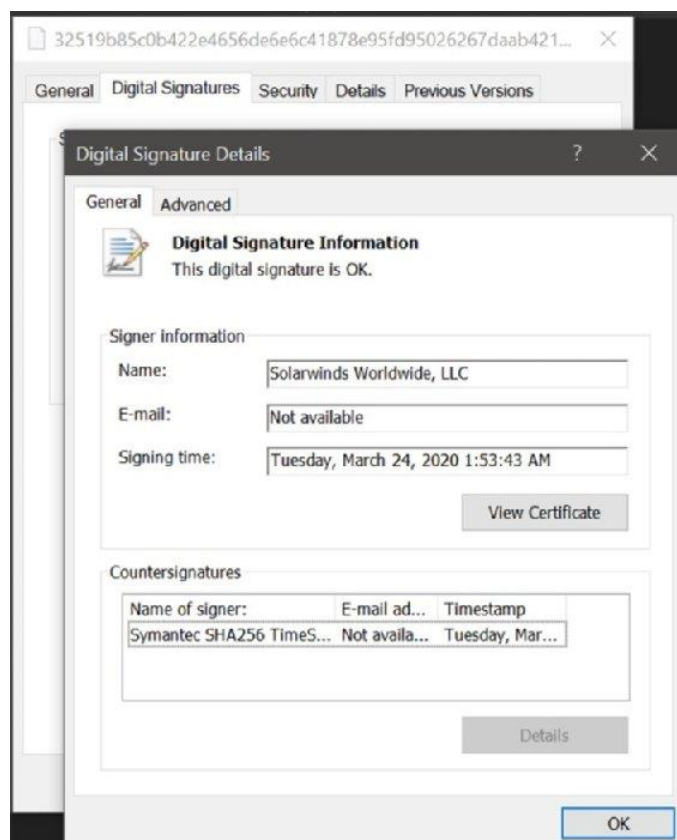 32519b85c0b422e4656de6e6c41878e95fd95026267daab421...
General Digital Signatures Security Details Previous Versions
Digital Signature Details
General Advanced
Digital Signature Information
This digital signature is OK.
Signer information
Name: Solarwinds Worldwide, LLC
E-mail: Not available
Signing time: Tuesday, March 24, 2020 1:53:43 AM
View Certificate
Countersignatures
Name of signer: E-mail ad... Timestamp
Symantec SHA256 TimeS... Not availa... Tuesday, Mar...
Details
OK